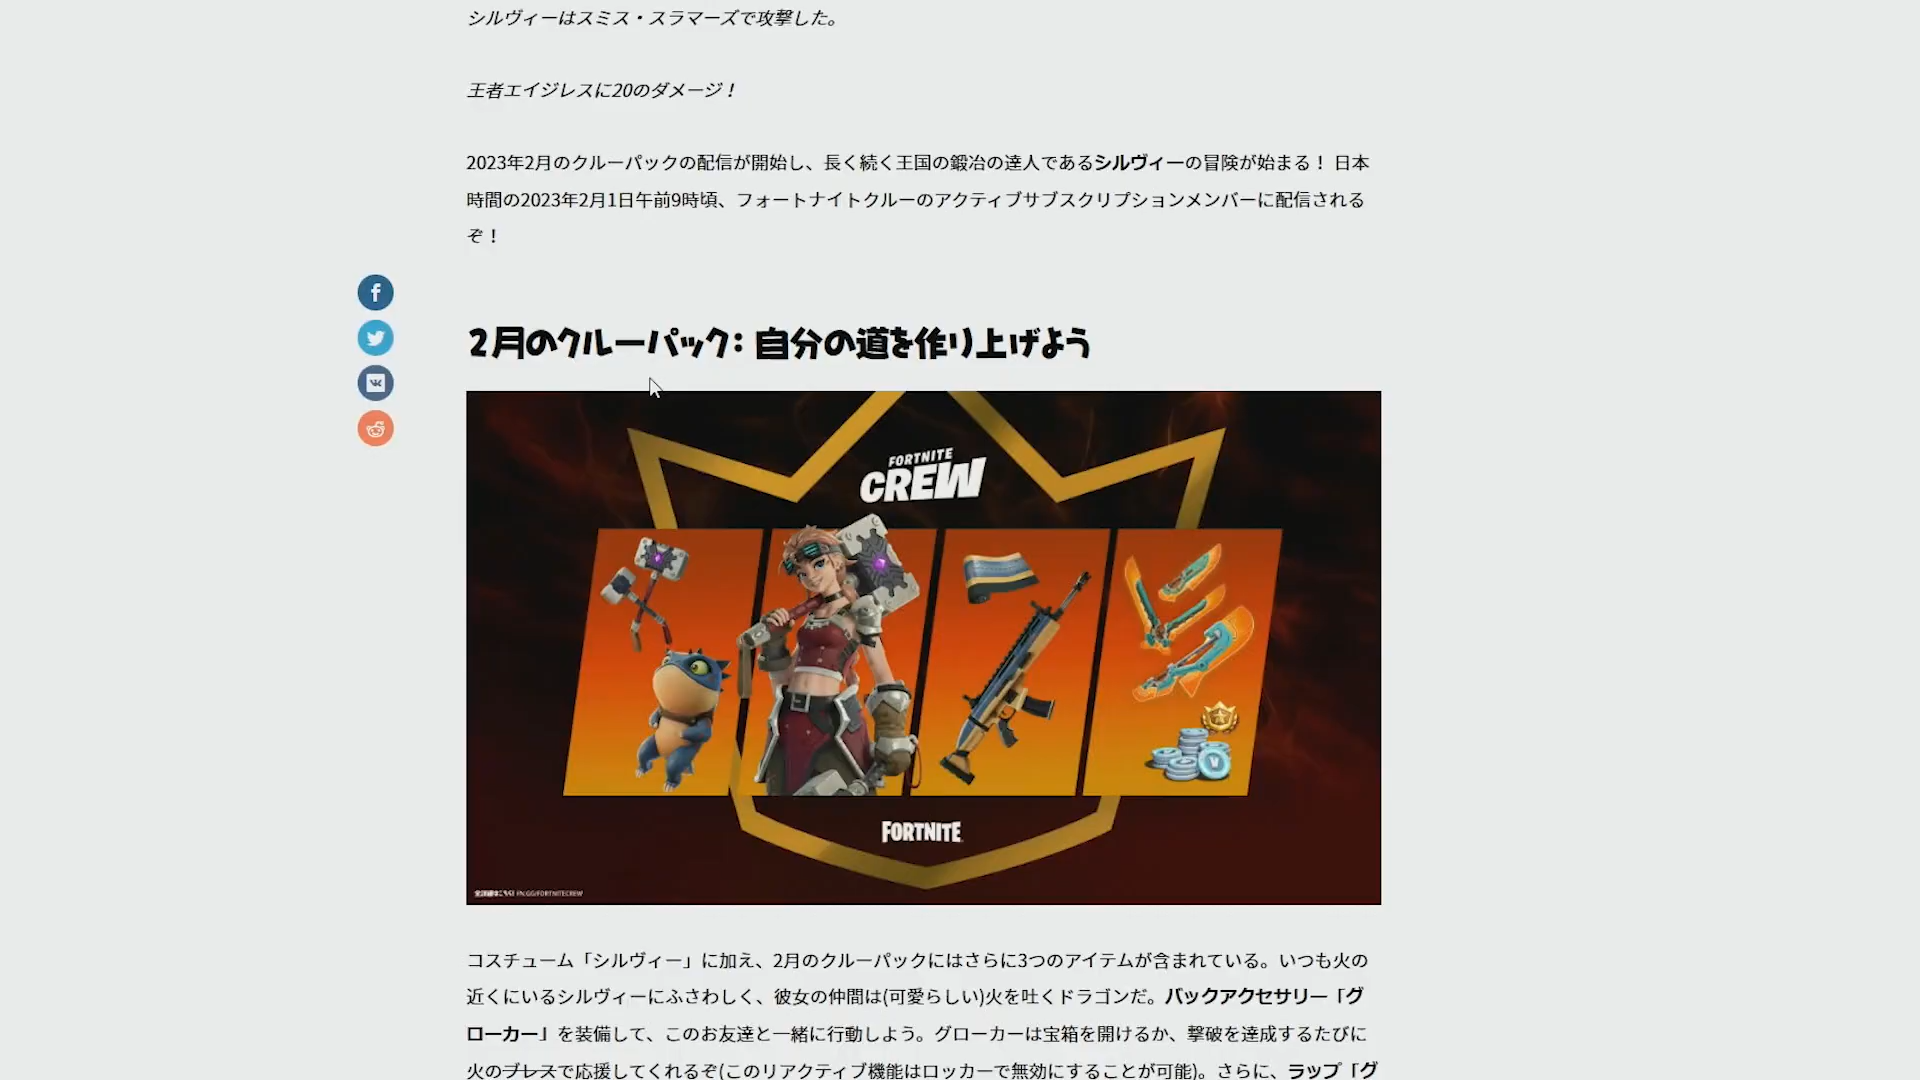 シルヴィーはスミス・スラマーズで攻撃した。
王者エイジレスに20のダメージ！
2023年2月のクルーパックの配信が開始し、長く続く王国の鍛冶の達人であるシルヴィーの冒険が始まる！ 日本
時間の2023年2月1日午前9時頃、フォートナイトクルーのアクティブサブスクリプションメンバーに配信される
ぞ！
2月のクルーパック: 自分の道を作り上げよう
FORTNITE
CREW
FORTNITE
全詳細はこちら! FN.GG/FORTNITECREW
コスチューム「シルヴィー」に加え、2月のクルーパックにはさらに3つのアイテムが含まれている。いつも火の
近くにいるシルヴィーにふさわしく、彼女の仲間は(可愛らしい)火を吐くドラゴンだ。バックアクセサリー「グ
ローカー」を装備して、このお友達と一緒に行動しよう。グローカーは宝箱を開けるか、撃破を達成するたびに
火のブレスで応援してくれるぞ(このリアクティブ機能はロッカーで無効にすることが可能)。さらに、ラップ「グ